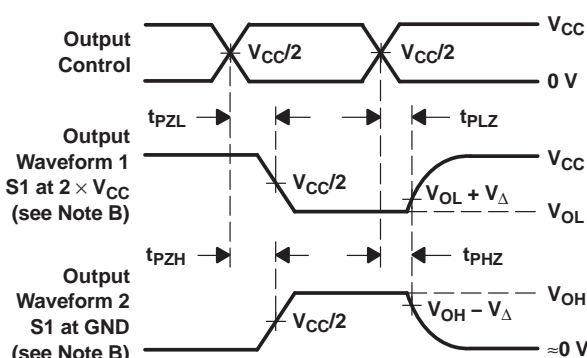 Output
Control
V_CC/2
V_CC/2
V_CC
0 V
t_PZL
t_PLZ
Output
Waveform 1
S1 at 2 × V_CC
(see Note B)
V_CC/2
V_CC
V_OL + V_Δ
V_OL
t_PZH
t_PHZ
Output
Waveform 2
S1 at GND
(see Note B)
V_CC/2
V_OH
V_OH − V_Δ
≈0 V